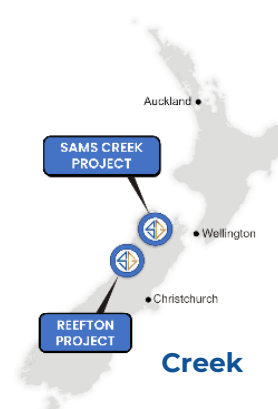 Auckland
SAMS CREEK
PROJECT
Wellington
Christchurch
REEFTON
PROJECT
Creek